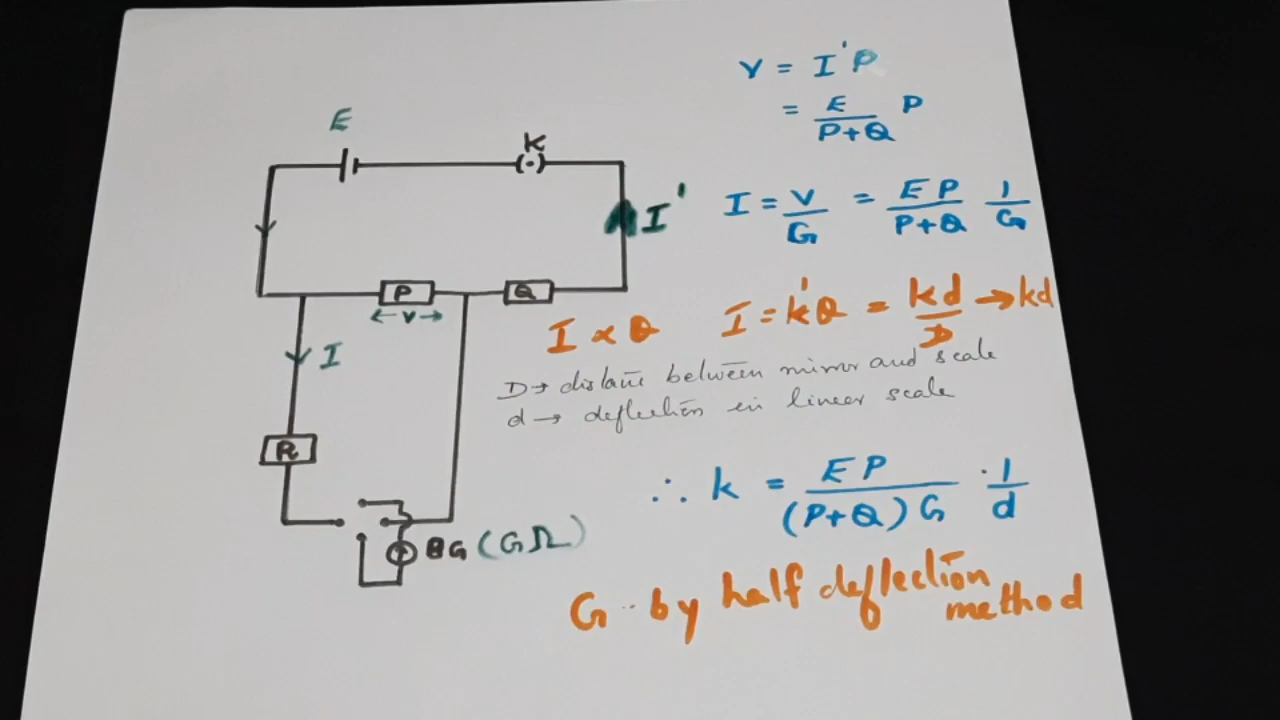 E
K
I'
P
Q
← v →
I
R
BG (GΩ)
V = I'P
= E/(P+Q) P
I = V/G = EP/(P+Q) 1/G
I ∝ θ I = k'θ = kd/D → kd
D → distance between mirror and scale
d → deflection in linear scale
∴ k = EP/((P+Q)G) · 1/d
G .. by half deflection
method